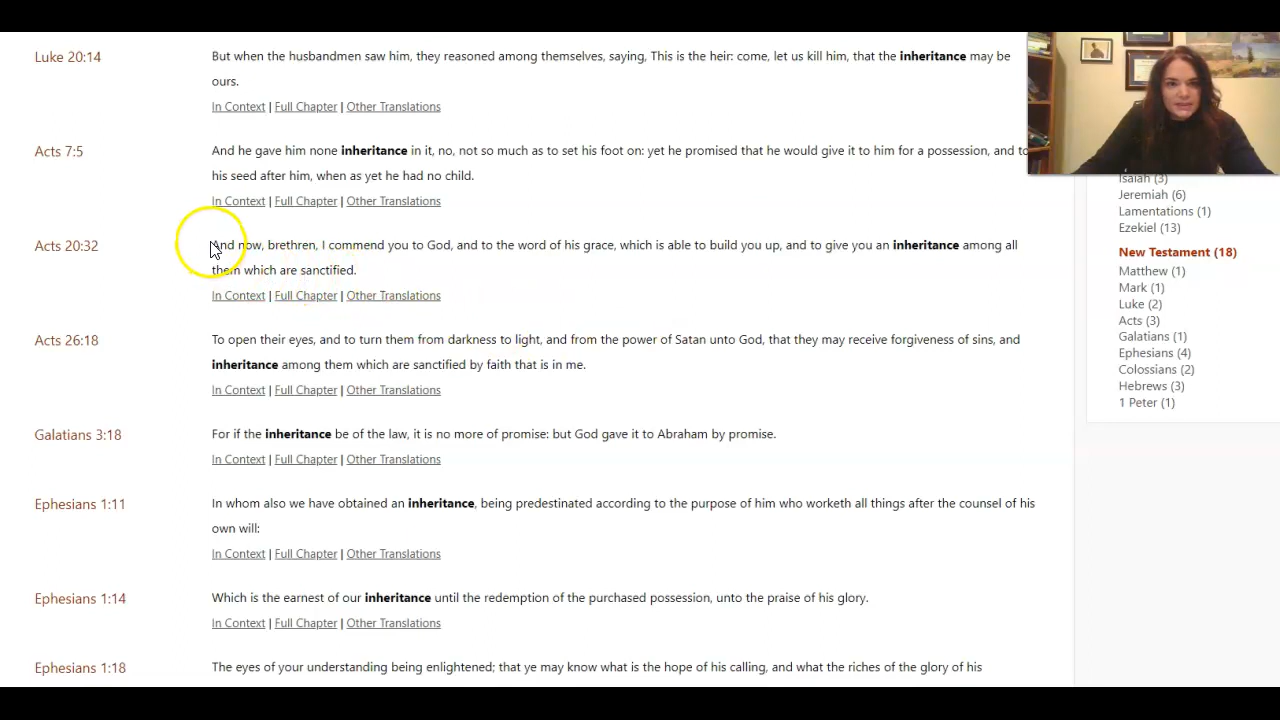 Luke 20:14
But when the husbandmen saw him, they reasoned among themselves, saying, This is the heir: come, let us kill him, that the inheritance may be
ours.
In Context | Full Chapter | Other Translations
Acts 7:5
And he gave him none inheritance in it, no, not so much as to set his foot on: yet he promised that he would give it to him for a possession, and to
his seed after him, when as yet he had no child.
In Context | Full Chapter | Other Translations
Acts 20:32
And now, brethren, I commend you to God, and to the word of his grace, which is able to build you up, and to give you an inheritance among all
them which are sanctified.
In Context | Full Chapter | Other Translations
Acts 26:18
To open their eyes, and to turn them from darkness to light, and from the power of Satan unto God, that they may receive forgiveness of sins, and
inheritance among them which are sanctified by faith that is in me.
In Context | Full Chapter | Other Translations
Galatians 3:18
For if the inheritance be of the law, it is no more of promise: but God gave it to Abraham by promise.
In Context | Full Chapter | Other Translations
Ephesians 1:11
In whom also we have obtained an inheritance, being predestinated according to the purpose of him who worketh all things after the counsel of his
own will:
In Context | Full Chapter | Other Translations
Ephesians 1:14
Which is the earnest of our inheritance until the redemption of the purchased possession, unto the praise of his glory.
In Context | Full Chapter | Other Translations
Ephesians 1:18
The eyes of your understanding being enlightened; that ye may know what is the hope of his calling, and what the riches of the glory of his
Isaiah (3)
Jeremiah (6)
Lamentations (1)
Ezekiel (13)
New Testament (18)
Matthew (1)
Mark (1)
Luke (2)
Acts (3)
Galatians (1)
Ephesians (4)
Colossians (2)
Hebrews (3)
1 Peter (1)